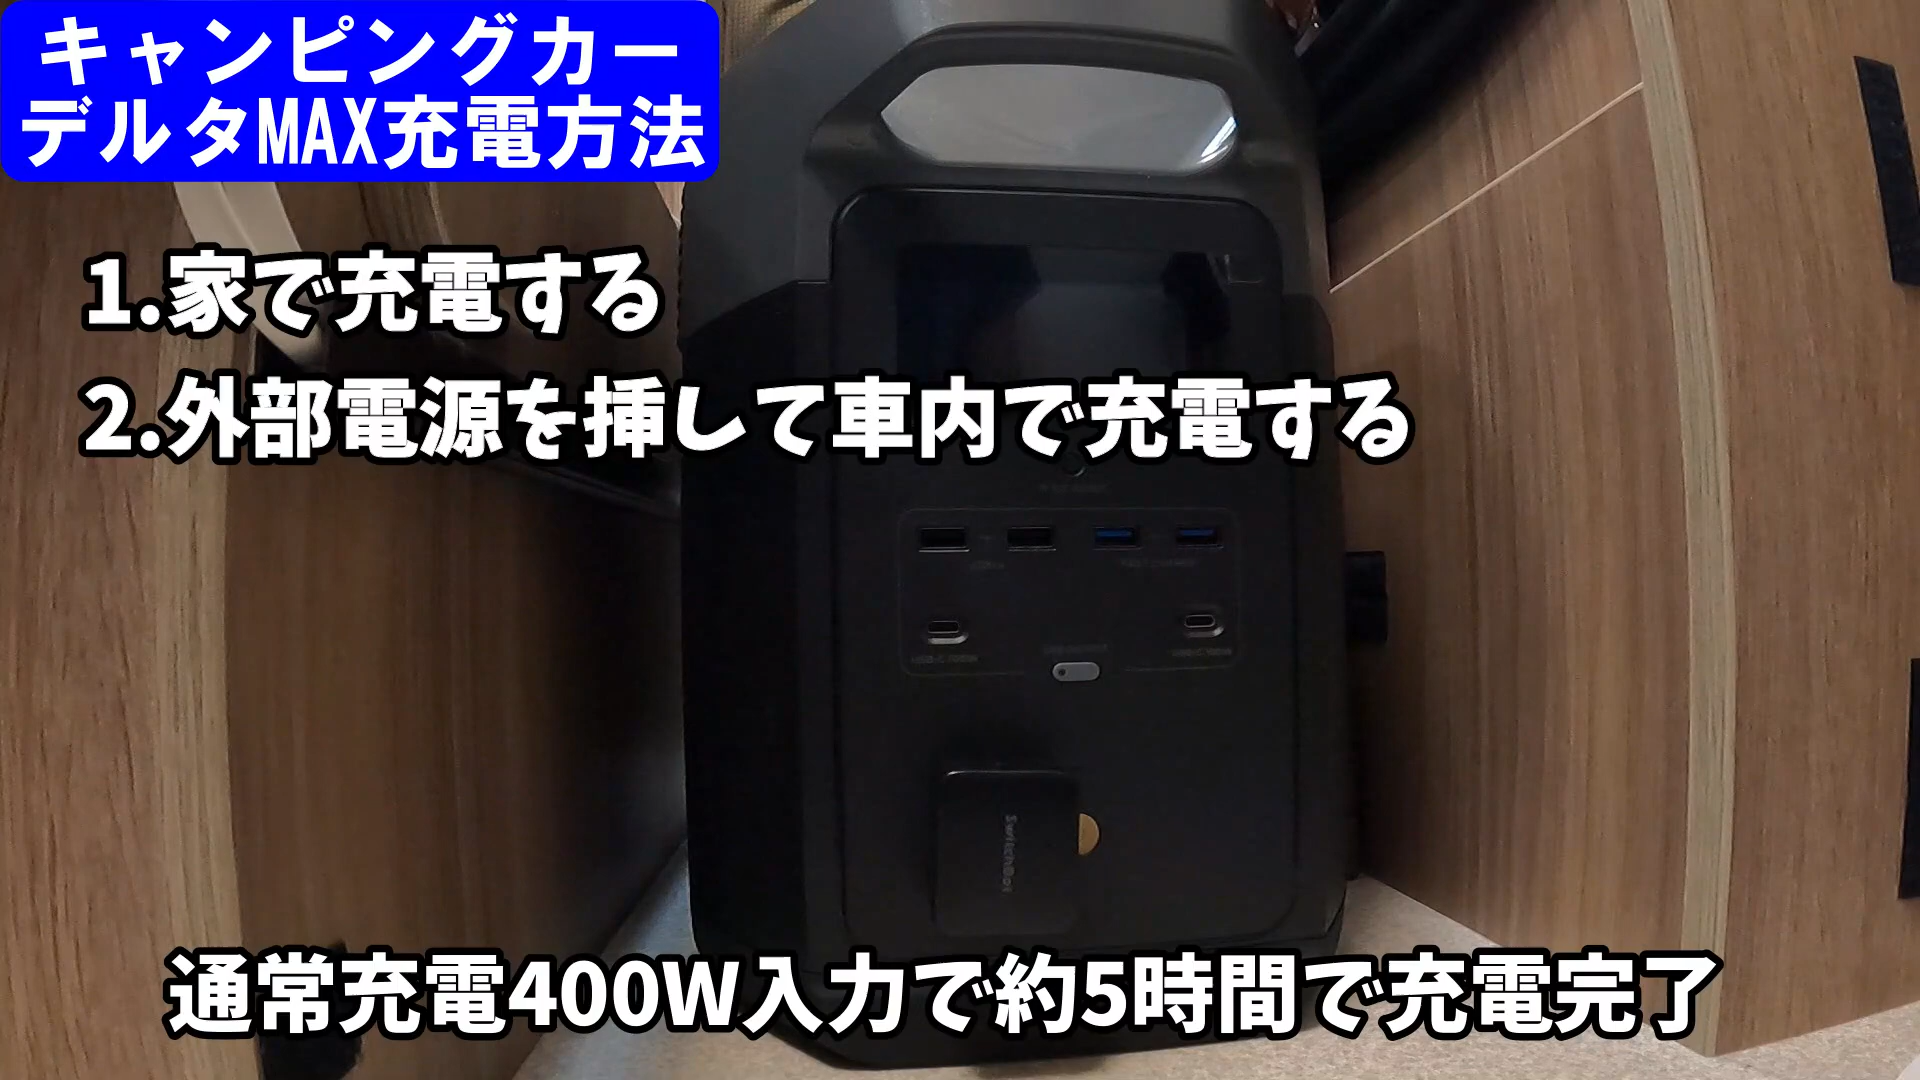 キャンピングカー
デルタMAX充電方法
1.家で充電する
2.外部電源を挿して車内で充電する
SwitchBot
通常充電400W入力で約5時間で充電完了